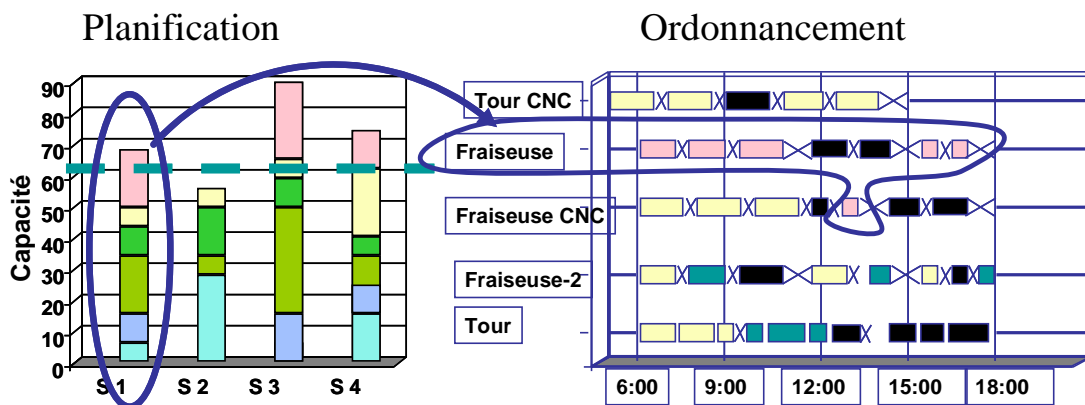 Planification
Ordonnancement
Capacité
90
80
70
60
50
40
30
20
10
0
S 1
S 2
S 3
S 4
Tour CNC
Fraiseuse
Fraiseuse CNC
Fraiseuse-2
Tour
6:00
9:00
12:00
15:00
18:00